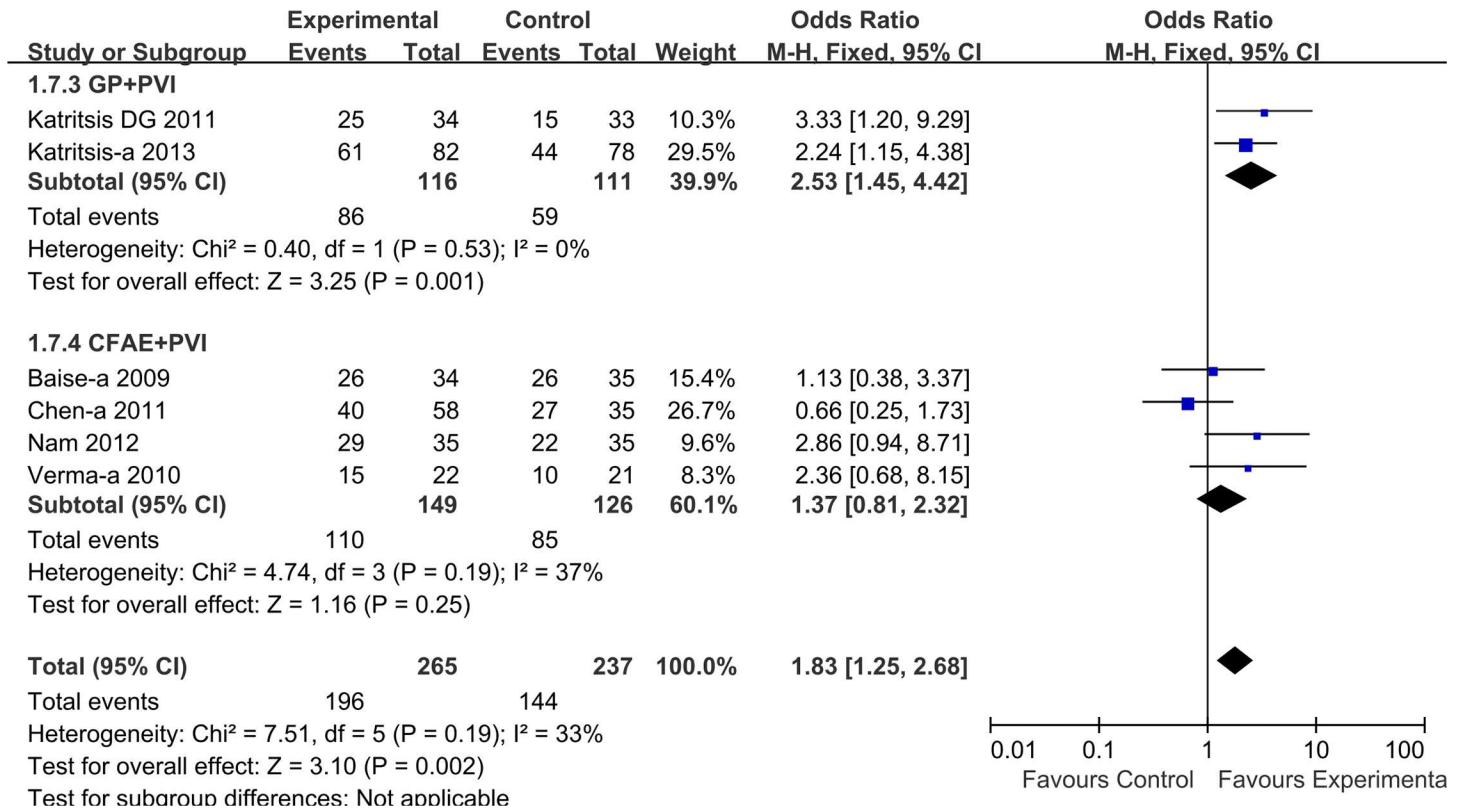 Experimental Control Odds Ratio Odds Ratio
Study or Subgroup Events Total Events Total Weight M-H, Fixed, 95% CI M-H, Fixed, 95% CI
1.7.3 GP+PVI
Katritsis DG 2011 25 34 15 33 10.3% 3.33 [1.20, 9.29]
Katritsis-a 2013 61 82 44 78 29.5% 2.24 [1.15, 4.38]
Subtotal (95% CI) 116 111 39.9% 2.53 [1.45, 4.42]
Total events 86 59
Heterogeneity: Chi² = 0.40, df = 1 (P = 0.53); I² = 0%
Test for overall effect: Z = 3.25 (P = 0.001)
1.7.4 CFAE+PVI
Baise-a 2009 26 34 26 35 15.4% 1.13 [0.38, 3.37]
Chen-a 2011 40 58 27 35 26.7% 0.66 [0.25, 1.73]
Nam 2012 29 35 22 35 9.6% 2.86 [0.94, 8.71]
Verma-a 2010 15 22 10 21 8.3% 2.36 [0.68, 8.15]
Subtotal (95% CI) 149 126 60.1% 1.37 [0.81, 2.32]
Total events 110 85
Heterogeneity: Chi² = 4.74, df = 3 (P = 0.19); I² = 37%
Test for overall effect: Z = 1.16 (P = 0.25)
Total (95% CI) 265 237 100.0% 1.83 [1.25, 2.68]
Total events 196 144
Heterogeneity: Chi² = 7.51, df = 5 (P = 0.19); I² = 33%
Test for overall effect: Z = 3.10 (P = 0.002)
Test for subgroup differences: Not applicable
0.01 0.1 1 10 100
Favours Control Favours Experimenta